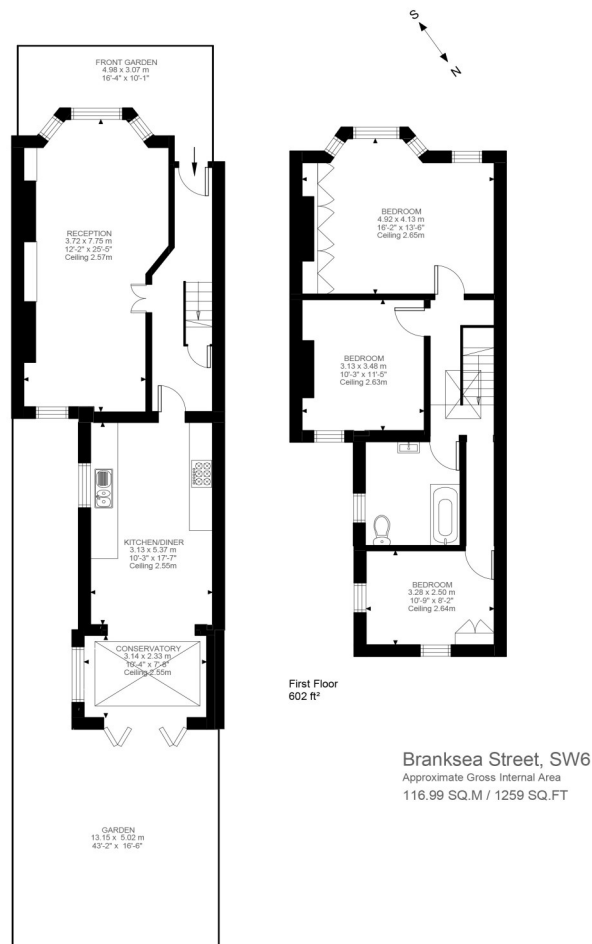 S
N
FRONT GARDEN
4.98 x 3.07 m
16'-4" x 10'-1"
RECEPTION
3.72 x 7.75 m
12'-2" x 25'-5"
Ceiling 2.57m
BEDROOM
4.92 x 4.13 m
16'-2" x 13'-6"
Ceiling 2.65m
BEDROOM
3.13 x 3.48 m
10'-3" x 11'-5"
Ceiling 2.63m
KITCHEN/DINER
3.13 x 5.37 m
10'-3" x 17'-7"
Ceiling 2.55m
BEDROOM
3.28 x 2.50 m
10'-9" x 8'-2"
Ceiling 2.64m
CONSERVATORY
3.14 x 2.33 m
10'-4" x 7'-8"
Ceiling 2.55m
First Floor
602 ft²
Branksea Street, SW6
Approximate Gross Internal Area
116.99 SQ.M / 1259 SQ.FT
GARDEN
13.15 x 5.02 m
43'-2" x 16'-6"